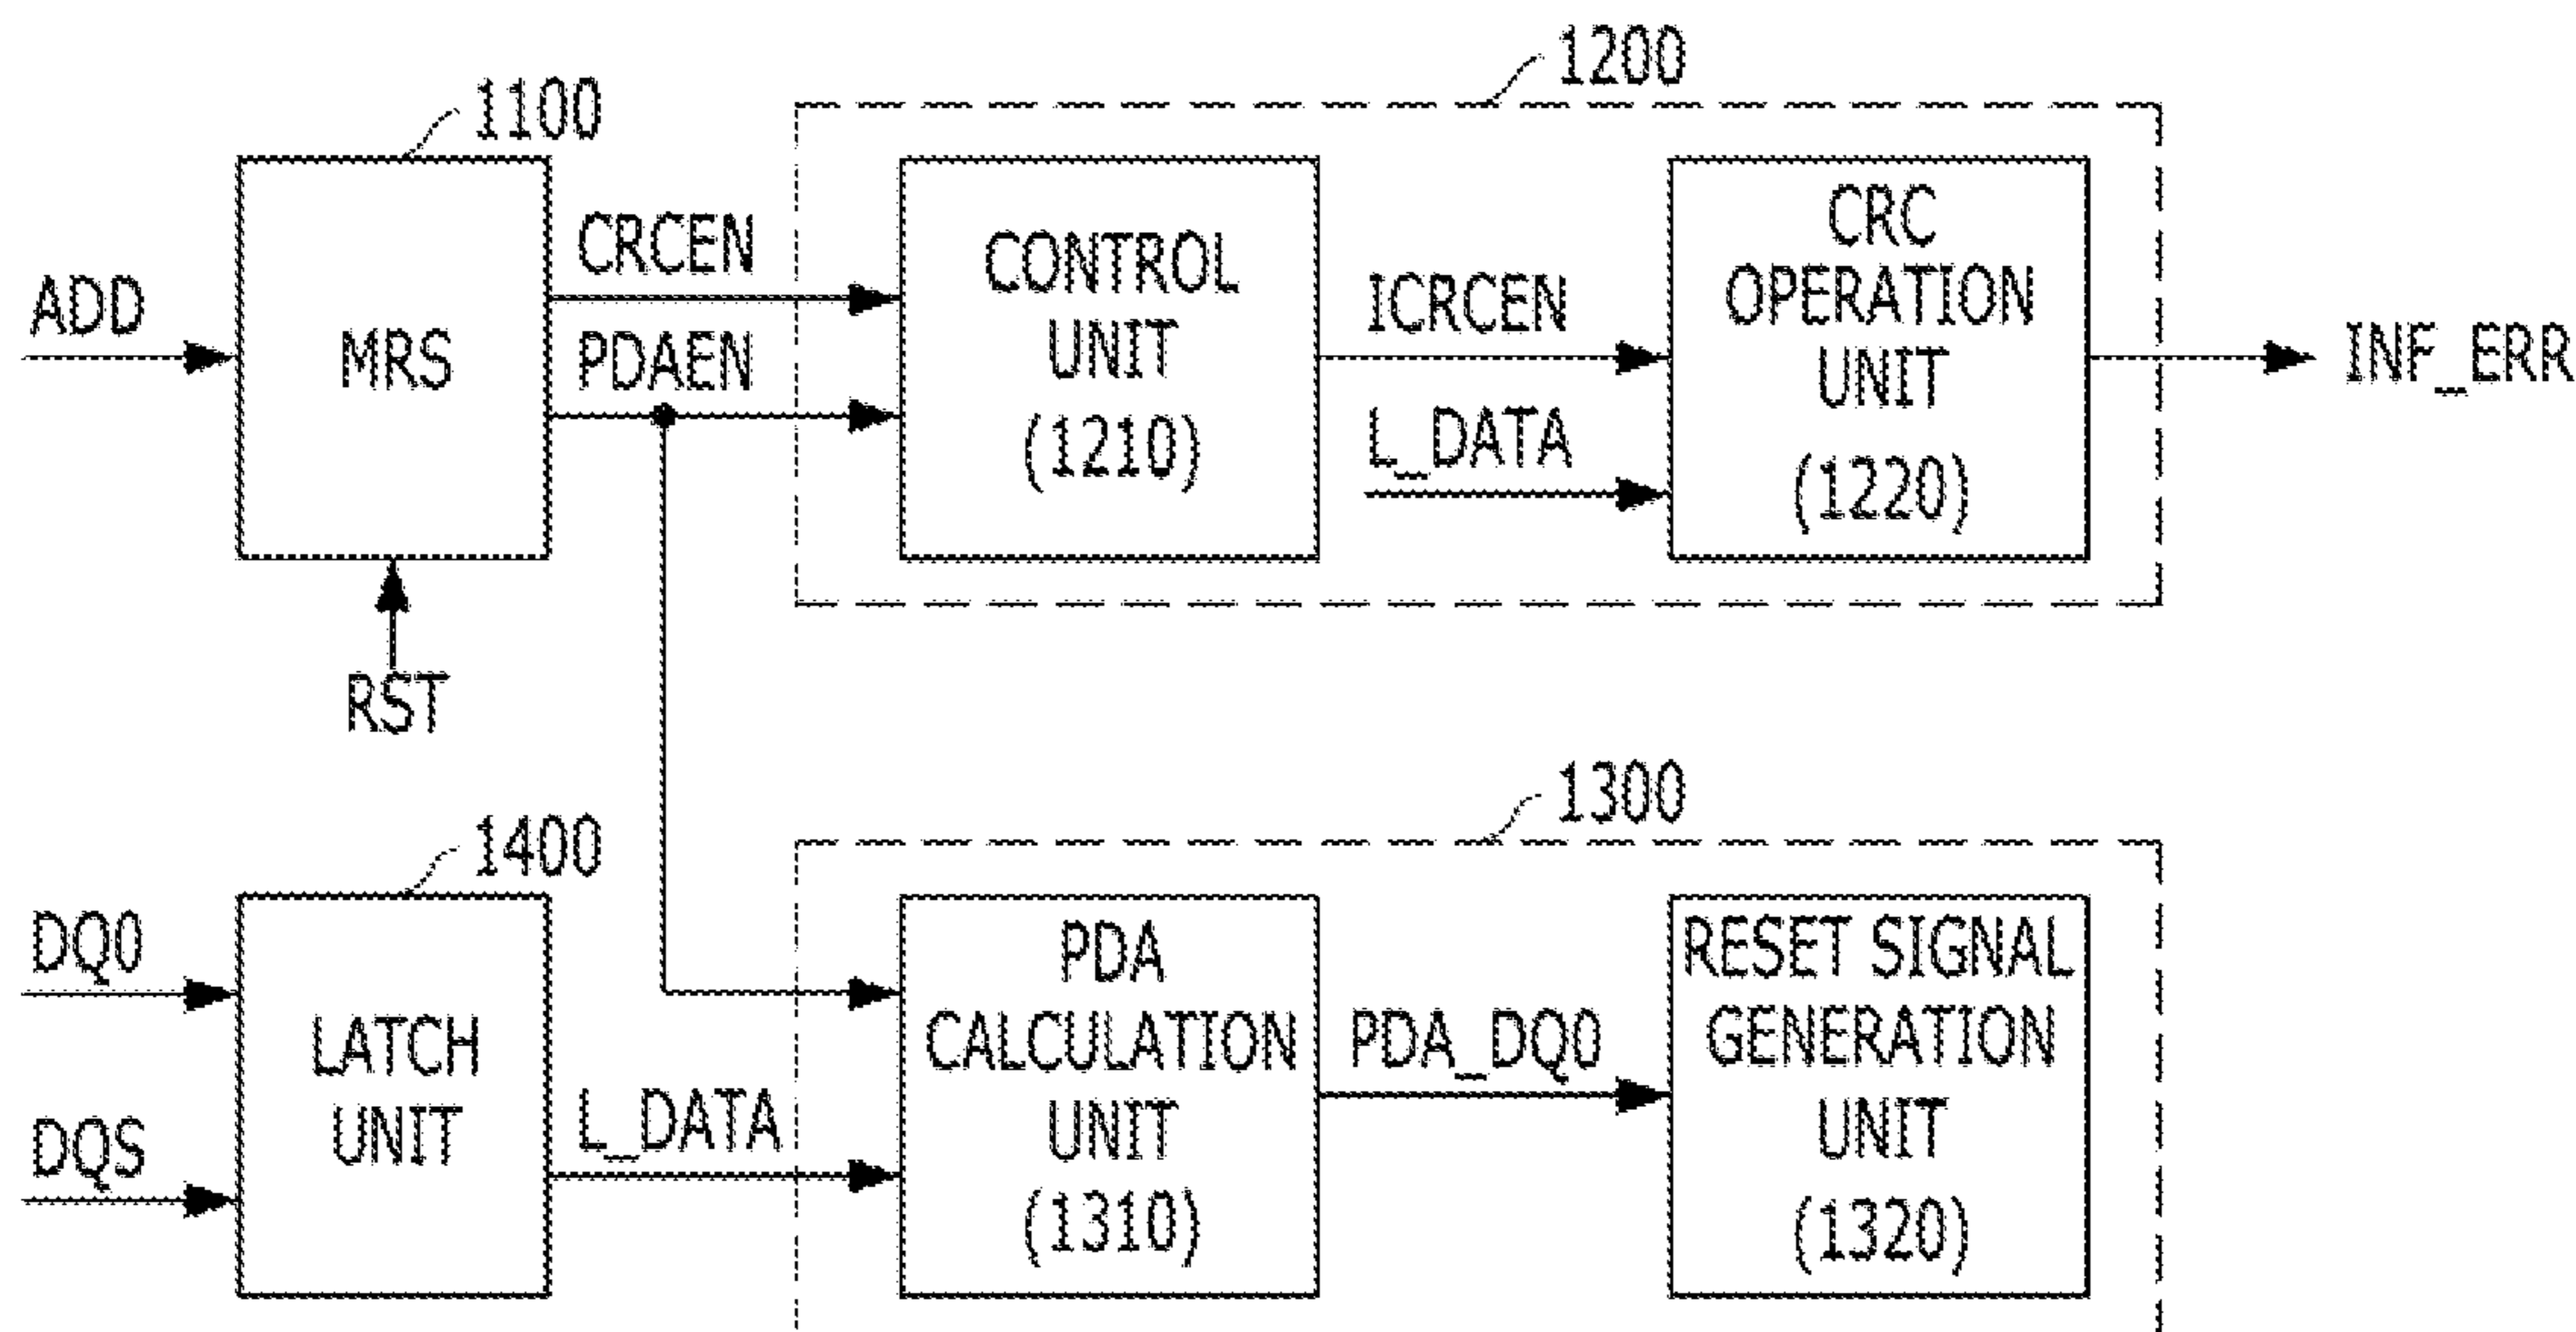 1200
1100
CRCEN
ADD
MRS
PDAEN
CONTROL
UNIT
(1210)
ICRCEN
L_DATA
CRC
OPERATION
UNIT
(1220)
INF_ERR
RST
1300
1400
DQ0
DQS
LATCH
UNIT
L_DATA
PDA
CALCULATION
UNIT
(1310)
PDA_DQ0
RESET SIGNAL
GENERATION
UNIT
(1320)